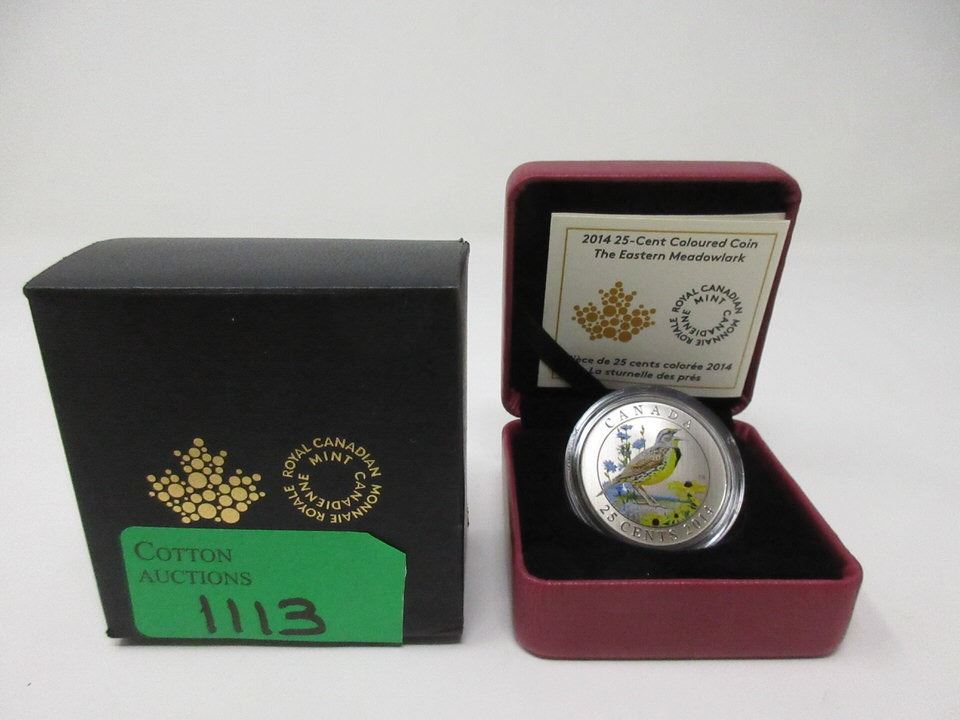 ROYAL CANADIAN MINT
MONNAIE ROYALE CANADIENNE
COTTON
AUCTIONS
1113
2014 25-Cent Coloured Coin
The Eastern Meadowlark
ROYAL CANADIAN MINT
MONNAIE ROYALE CANADIENNE
de 25 cents colorée 2014
La sturnelle des prés
CANADA
25 CENTS 2014